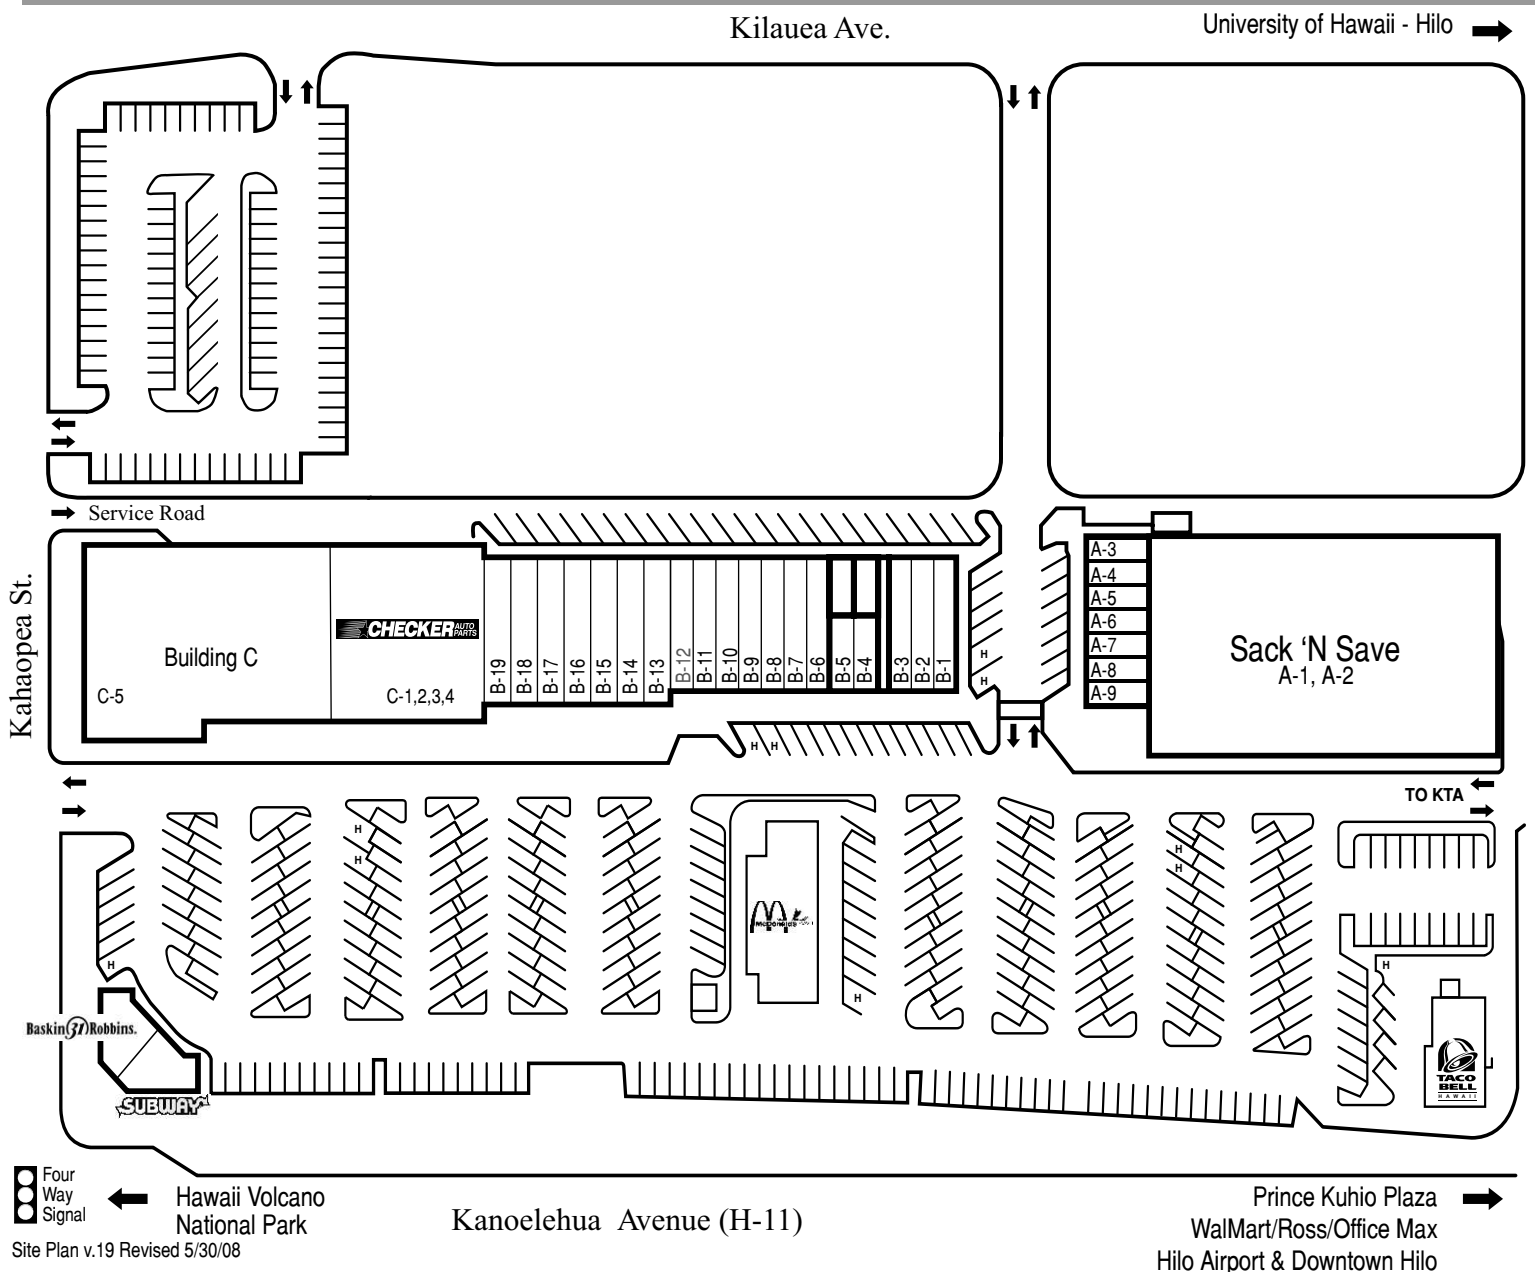 Kilauea Ave.
University of Hawaii - Hilo
Service Road
Kahaopea St.
Building C
C-5
CHECKER AUTO PARTS
C-1,2,3,4
B-19
B-18
B-17
B-16
B-15
B-14
B-13
B-12
B-11
B-10
B-9
B-8
B-7
B-6
B-5
B-4
B-3
B-2
B-1
H
H
A-3
A-4
A-5
A-6
A-7
A-8
A-9
Sack ‘N Save
A-1, A-2
H H
TO KTA
H
H
H
H
McDonald's
H
H
H
Baskin 31 Robbins.
SUBWAY
TACO
BELL
HAWAII
Four
Way
Signal
Hawaii Volcano
National Park
Kanoelehua Avenue (H-11)
Prince Kuhio Plaza
WalMart/Ross/Office Max
Hilo Airport & Downtown Hilo
Site Plan v.19 Revised 5/30/08